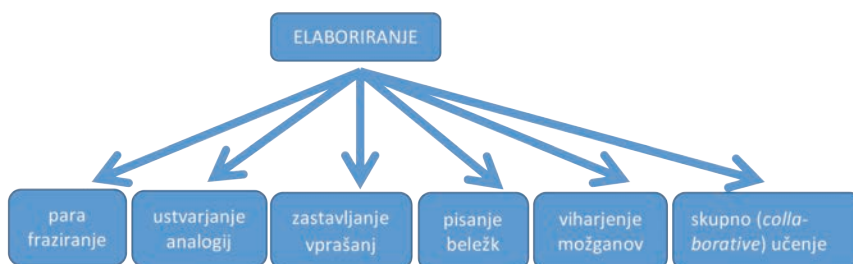 ELABORIRANJE
para
fraziranje
ustvarjanje
analogij
zastavljanje
vprašanj
pisanje
beležk
viharjenje
možganov
skupno (colla-
borative) učenje